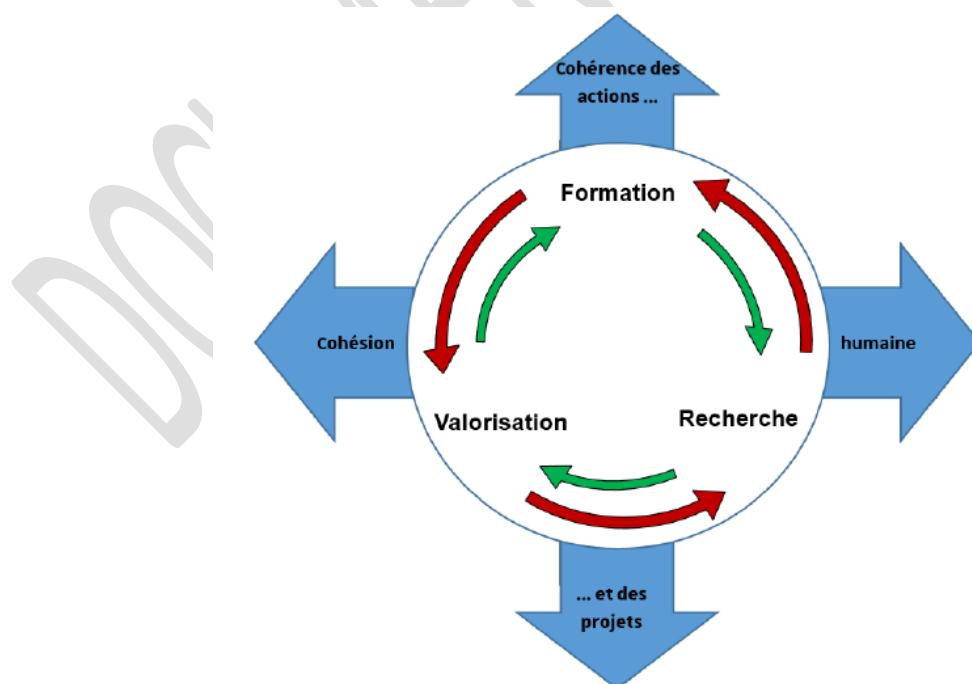 Cohérence des
actions ...
Formation
Cohésion
humaine
Valorisation
Recherche
... et des
projets